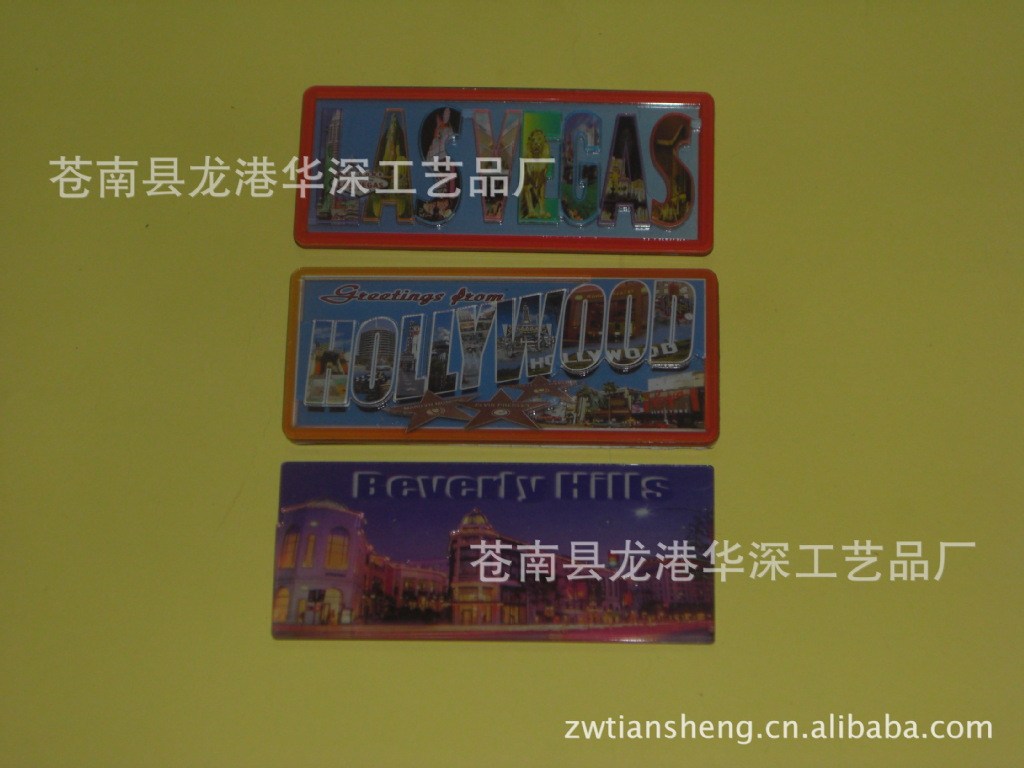 LAS VEGAS
苍南县龙港华深工艺品厂
Greetings from
HOLLYWOOD
HOLLYWOOD
Beverly Hills
苍南县龙港华深工艺品厂
zwtiansheng.cn.alibaba.com